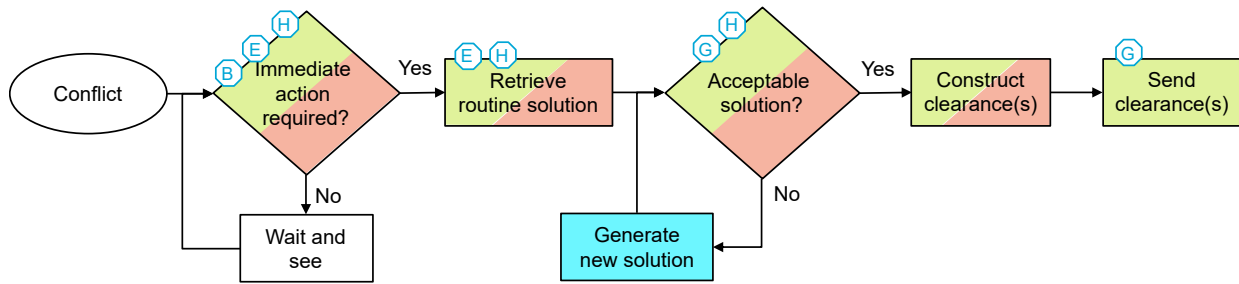 Conflict
B
E
H
Immediate
action
required?
Yes
No
Wait and
see
E
H
Retrieve
routine solution
G
H
Acceptable
solution?
Yes
No
Generate
new solution
Construct
clearance(s)
G
Send
clearance(s)